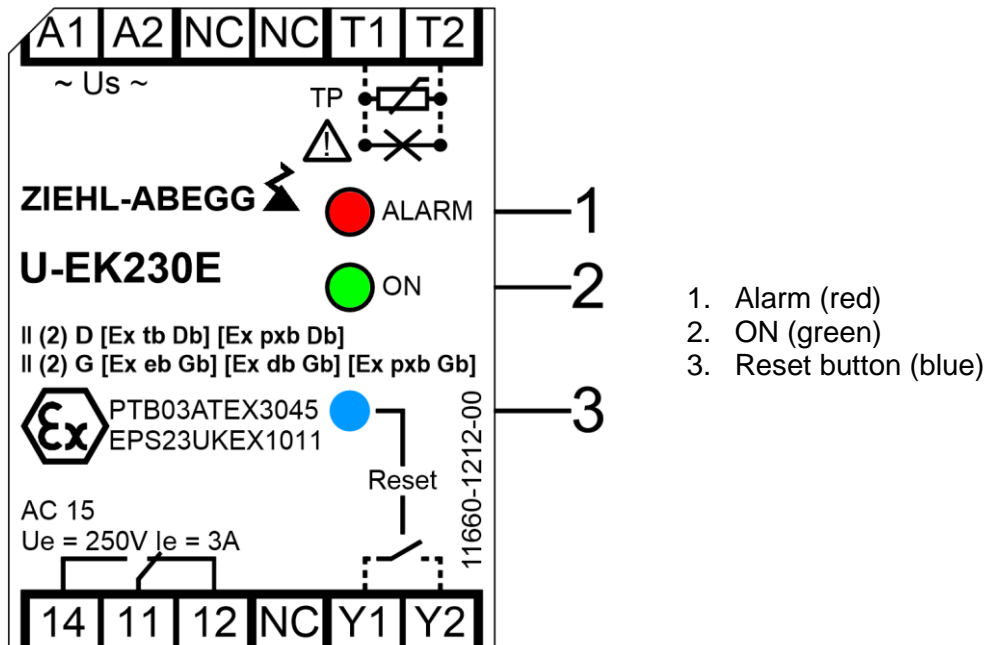 A1 A2 NC NC T1 T2
~ Us ~
TP
ZIEHL-ABEGG
ALARM
1
U-EK230E
ON
2
II (2) D [Ex tb Db] [Ex pxb Db]
II (2) G [Ex eb Gb] [Ex db Gb] [Ex pxb Gb]
Ex
PTB03ATEX3045
EPS23UKEX1011
3
Reset
11660-1212-00
AC 15
Ue = 250V Ie = 3A
14 11 12 NC Y1 Y2
1. Alarm (red)
2. ON (green)
3. Reset button (blue)